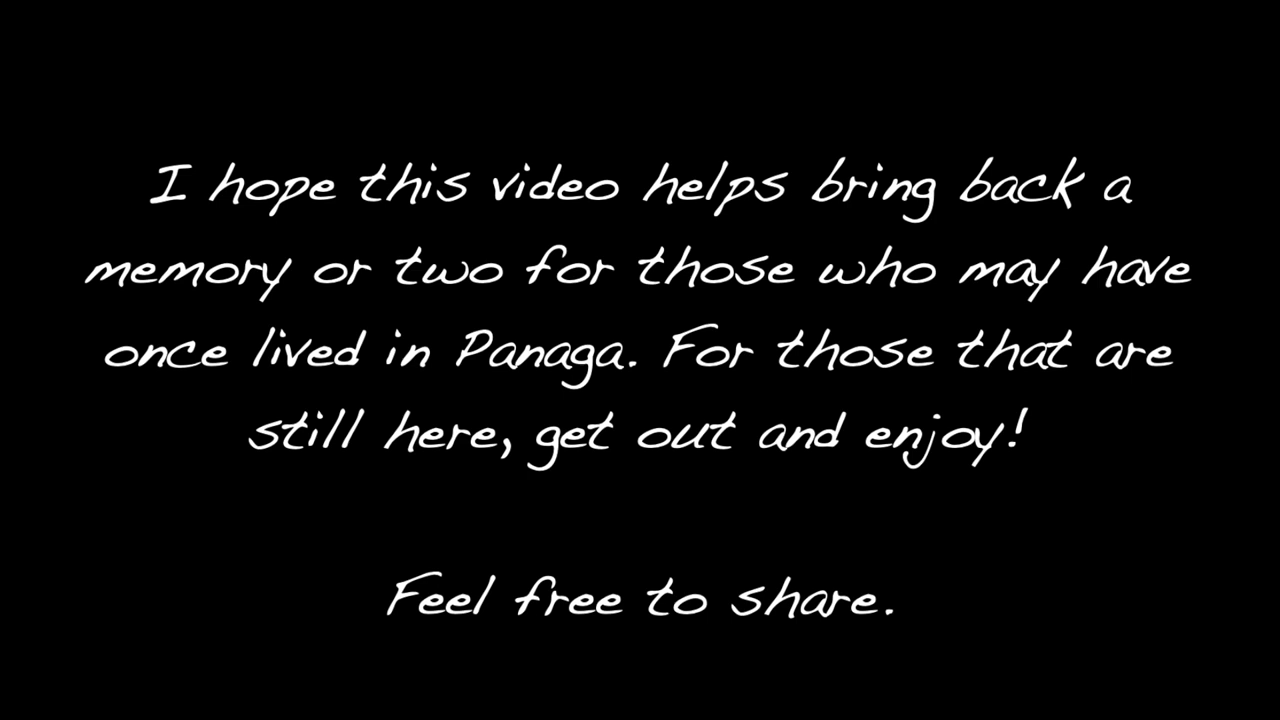 I hope this video helps bring back a
memory or two for those who may have
once lived in Panaga. For those that are
still here, get out and enjoy!
Feel free to share.